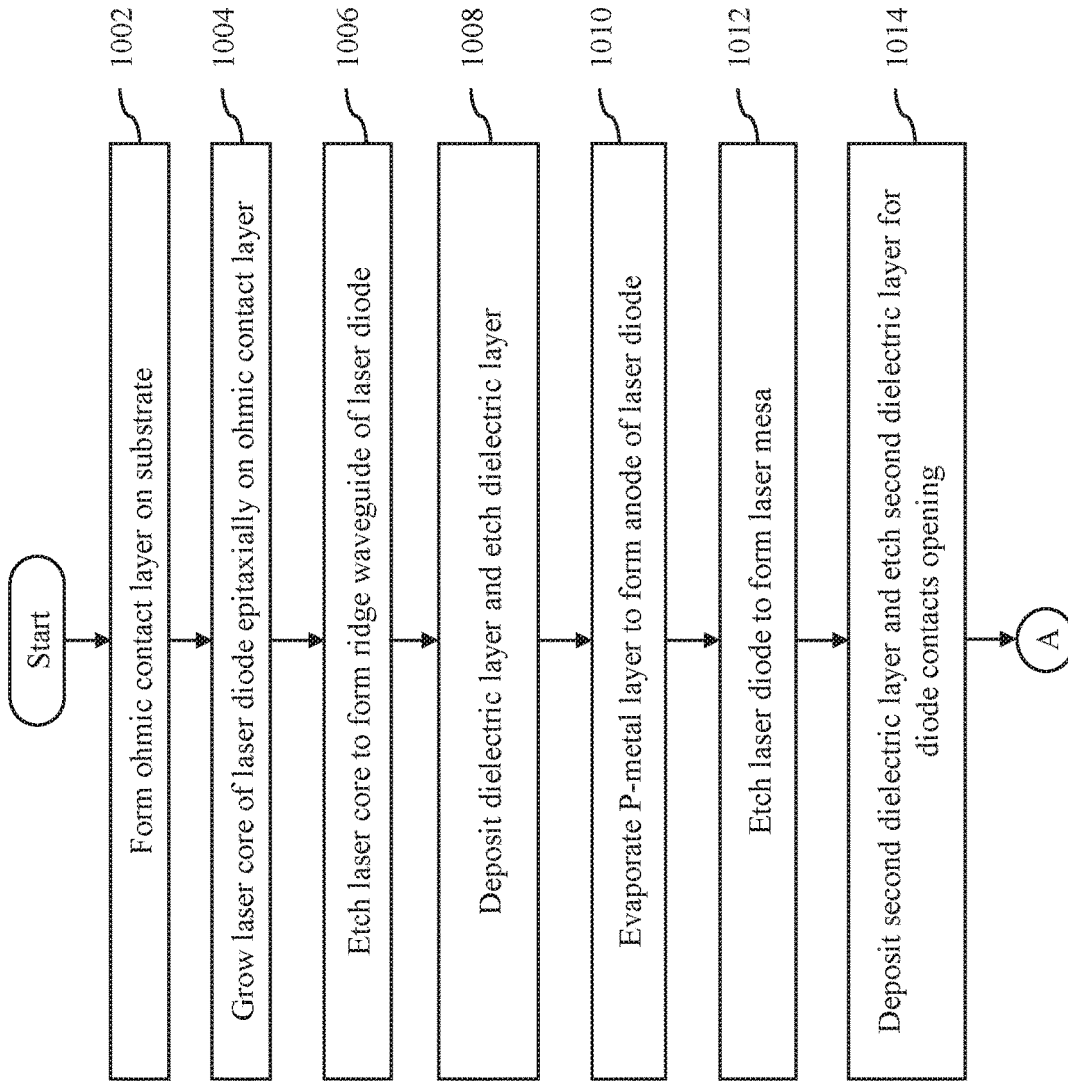 Start
Form ohmic contact layer on substrate
1002
Grow laser core of laser diode epitaxially on ohmic contact layer
1004
Etch laser core to form ridge waveguide of laser diode
1006
Deposit dielectric layer and etch dielectric layer
1008
Evaporate P-metal layer to form anode of laser diode
1010
Etch laser diode to form laser mesa
1012
Deposit second dielectric layer and etch second dielectric layer for
diode contacts opening
1014
A